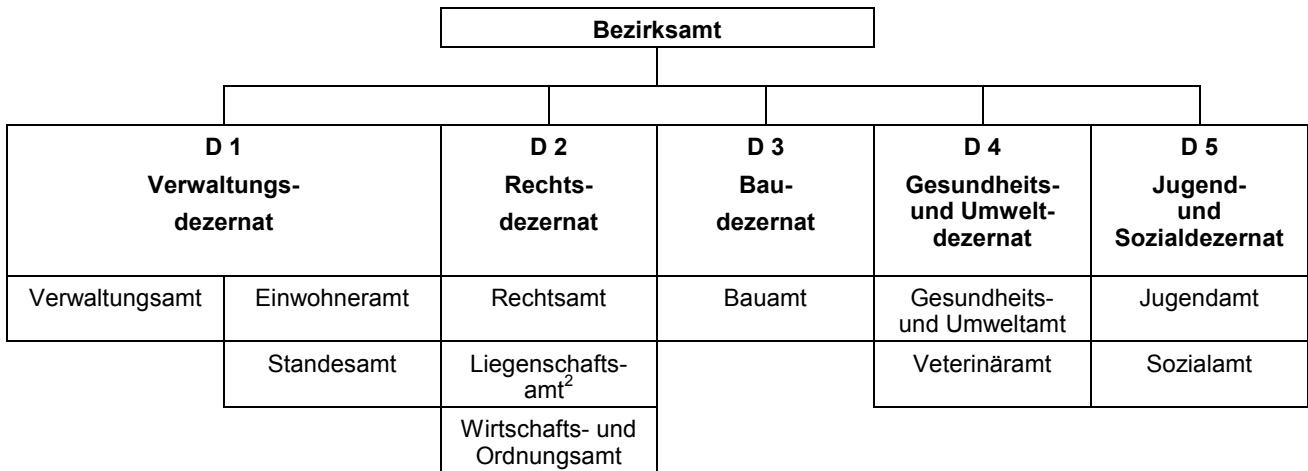 Bezirksamt
D 1
Verwaltungs-
dezernat
D 2
Rechts-
dezernat
D 3
Bau-
dezernat
D 4
Gesundheits-
und Umwelt-
dezernat
D 5
Jugend-
und
Sozialdezernat
Verwaltungsamt
Einwohneramt
Rechtsamt
Bauamt
Gesundheits-
und Umweltamt
Jugendamt
Standesamt
Liegenschafts-
amt²
Veterinäramt
Sozialamt
Wirtschafts- und
Ordnungsamt